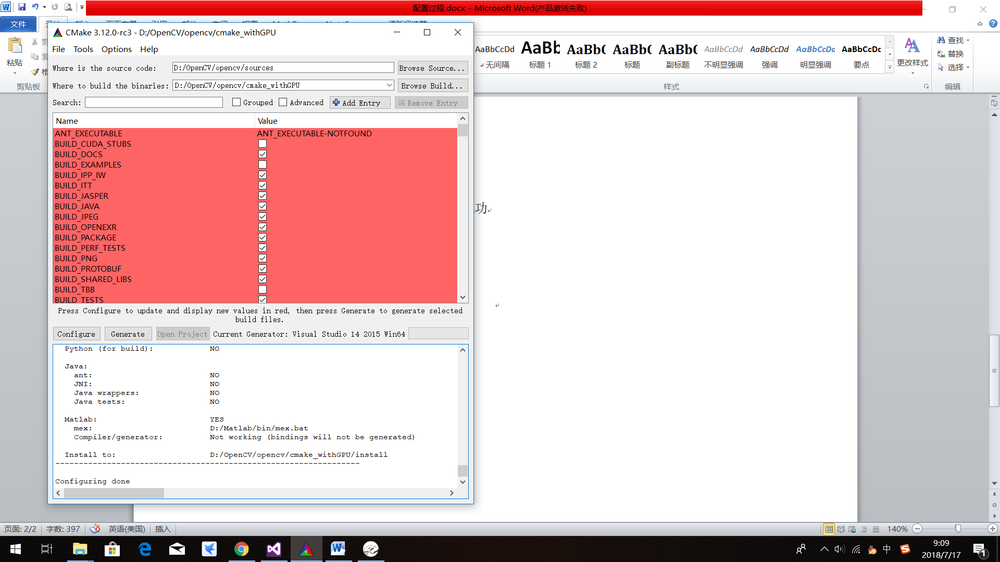 配置过程.docx - Microsoft Word(产品激活失败)
文件
粘贴
剪贴板
CMake 3.12.0-rc3 - D:/OpenCV/opencv/cmake_withGPU
File Tools Options Help
Where is the source code: D:/OpenCV/opencv/sources Browse Source...
Where to build the binaries: D:/OpenCV/opencv/cmake_withGPU Browse Build...
Search: Grouped Advanced Add Entry Remove Entry
Name Value
ANT_EXECUTABLE ANT_EXECUTABLE-NOTFOUND
BUILD_CUDA_STUBS
BUILD_DOCS
BUILD_EXAMPLES
BUILD_IPP_IW
BUILD_ITT
BUILD_JASPER
BUILD_JAVA
BUILD_JPEG
BUILD_OPENEXR
BUILD_PACKAGE
BUILD_PERF_TESTS
BUILD_PNG
BUILD_PROTOBUF
BUILD_SHARED_LIBS
BUILD_TBB
BUILD_TESTS
Press Configure to update and display new values in red, then press Generate to generate selected
build files.
Configure Generate Open Project Current Generator: Visual Studio 14 2015 Win64
Python (for build): NO
Java:
ant: NO
JNI: NO
Java wrappers: NO
Java tests: NO
Matlab: YES
mex: D:/Matlab/bin/mex.bat
Compiler/generator: Not working (bindings will not be generated)
Install to: D:/OpenCV/opencv/cmake_withGPU/install
-----------------------------------------------------------------
Configuring done
AaBbCcDd AaBb AaBb( AaBb( AaBb( AaBbCcDd AaBbCcDd AaBbCcDd AaBbCcDd
无间隔 标题 1 标题 2 标题 副标题 不明显强调 强调 明显强调 要点
更改样式
样式
查找
替换
选择
编辑
功
页面: 2/2 字数: 397 英语(美国) 插入 140%
中
9:09
2018/7/17
1